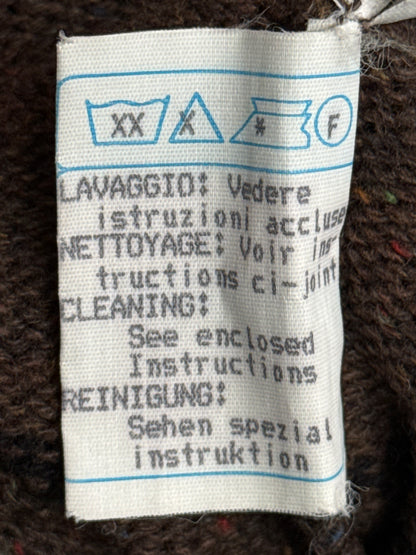 XX X * F
LAVAGGIO: Vedere
istruzioni accluse
NETTOYAGE: Voir ins-
tructions ci-joint
CLEANING:
See enclosed
Instructions
REINIGUNG:
Sehen spezial
instruktion